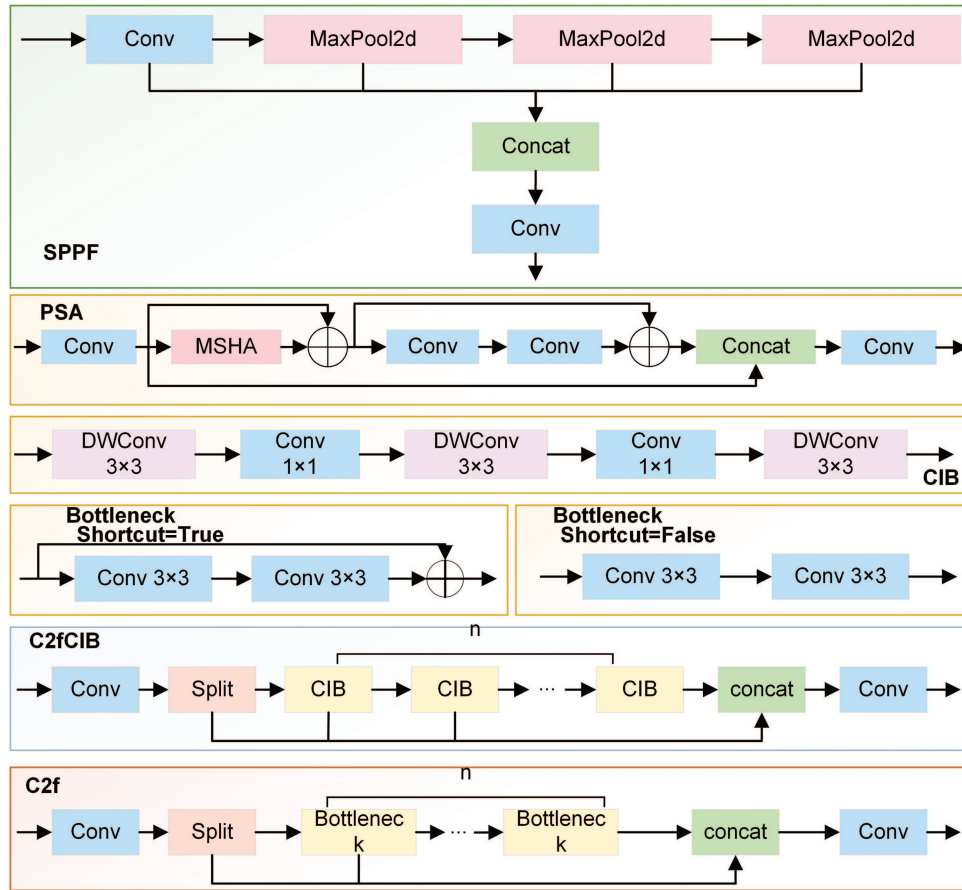 Conv MaxPool2d MaxPool2d MaxPool2d
Concat
Conv
SPPF
PSA
Conv MSHA Conv Conv Concat Conv
DWConv 3×3 Conv 1×1 DWConv 3×3 Conv 1×1 DWConv 3×3
CIB
Bottleneck
Shortcut=True
Conv 3×3 Conv 3×3
Bottleneck
Shortcut=False
Conv 3×3 Conv 3×3
n
C2fCIB
Conv Split CIB CIB ... CIB concat Conv
n
C2f
Conv Split Bottlenec k ... Bottlenec k concat Conv